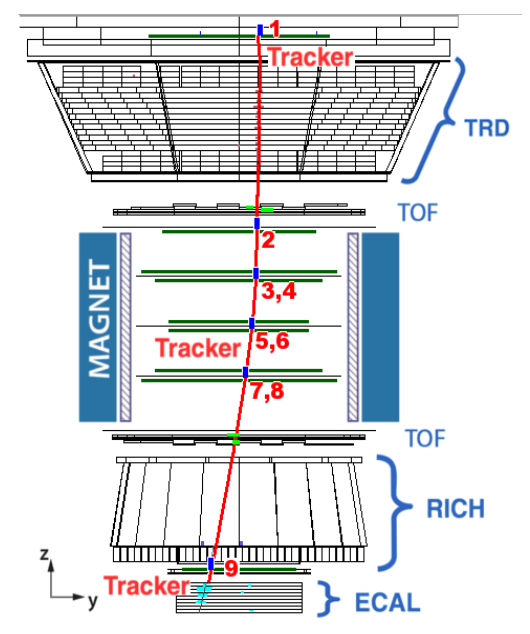 1
Tracker
TRD
TOF
2
MAGNET
3,4
Tracker
5,6
7,8
TOF
RICH
9
z
Tracker
y
ECAL